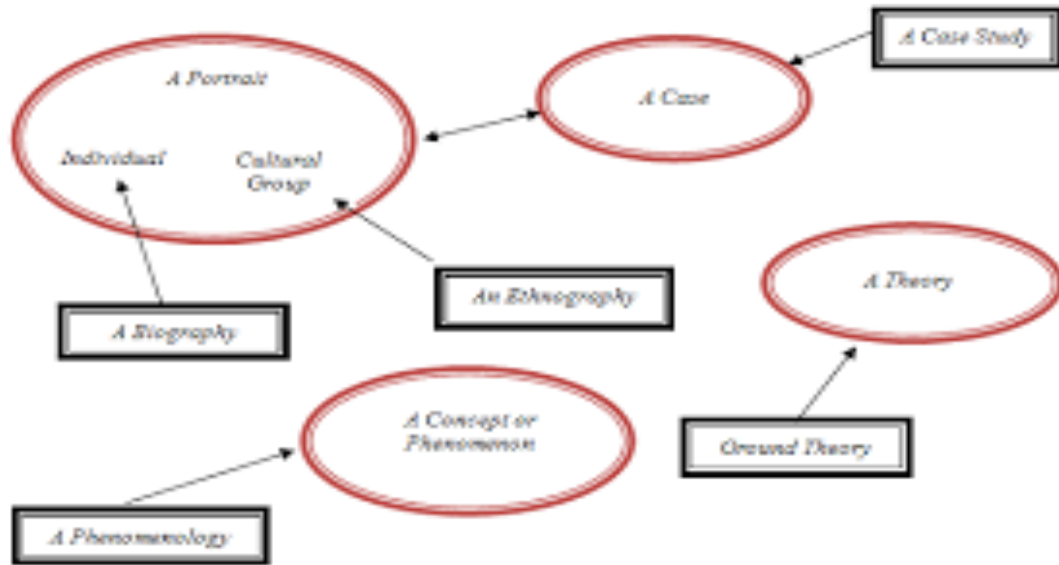 A Portrait
Individual
Cultural
Group
A Case
A Case Study
A Biography
An Ethnography
A Theory
A Concept or
Phenomenon
Ground Theory
A Phenomenology